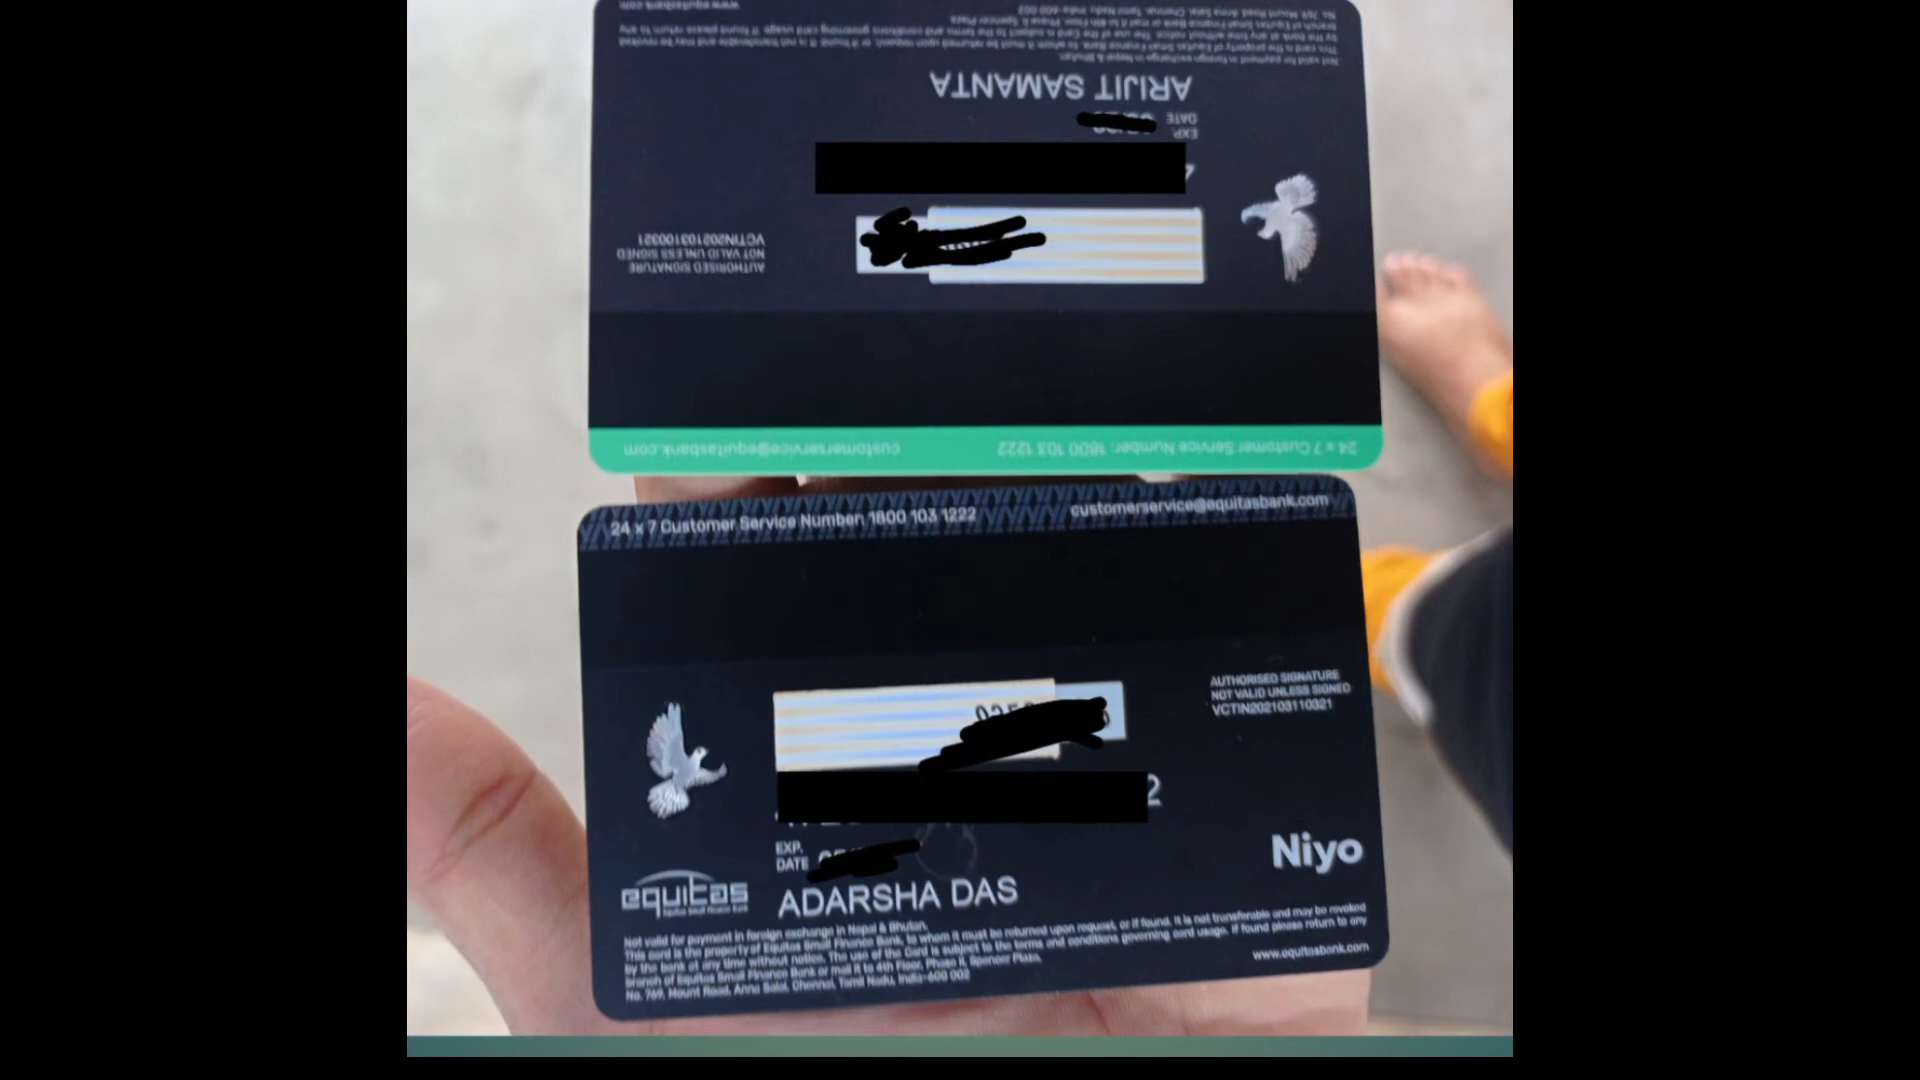 www.equitasbank.com
No. 769, Mount Road, Anna Salai, Chennai, Tamil Nadu, India-600 002
branch of Equitas Small Finance Bank or mail it to 4th Floor, Phase II, Spencer Plaza,
by the bank at any time without notice. The use of the Card is subject to the terms and conditions governing card usage. If found please return to any
This card is the property of Equitas Small Finance Bank, to whom it must be returned upon request, or if found. It is not transferable and may be revoked
Not valid for payment in foreign exchange in Nepal & Bhutan.
ARIJIT SAMANTA
EXP.
DATE
AUTHORISED SIGNATURE
NOT VALID UNLESS SIGNED
VCTIN202103100321
24 x 7 Customer Service Number: 1800 103 1222
customerservice@equitasbank.com
24 x 7 Customer Service Number: 1800 103 1222
customerservice@equitasbank.com
AUTHORISED SIGNATURE
NOT VALID UNLESS SIGNED
VCTIN202103110321
2
EXP.
DATE
Niyo
equitas
Equitas Small Finance Bank
ADARSHA DAS
Not valid for payment in foreign exchange in Nepal & Bhutan.
This card is the property of Equitas Small Finance Bank, to whom it must be returned upon request, or if found. It is not transferable and may be revoked
by the bank at any time without notice. The use of the Card is subject to the terms and conditions governing card usage. If found please return to any
branch of Equitas Small Finance Bank or mail it to 4th Floor, Phase II, Spencer Plaza,
No. 769, Mount Road, Anna Salai, Chennai, Tamil Nadu, India-600 002
www.equitasbank.com